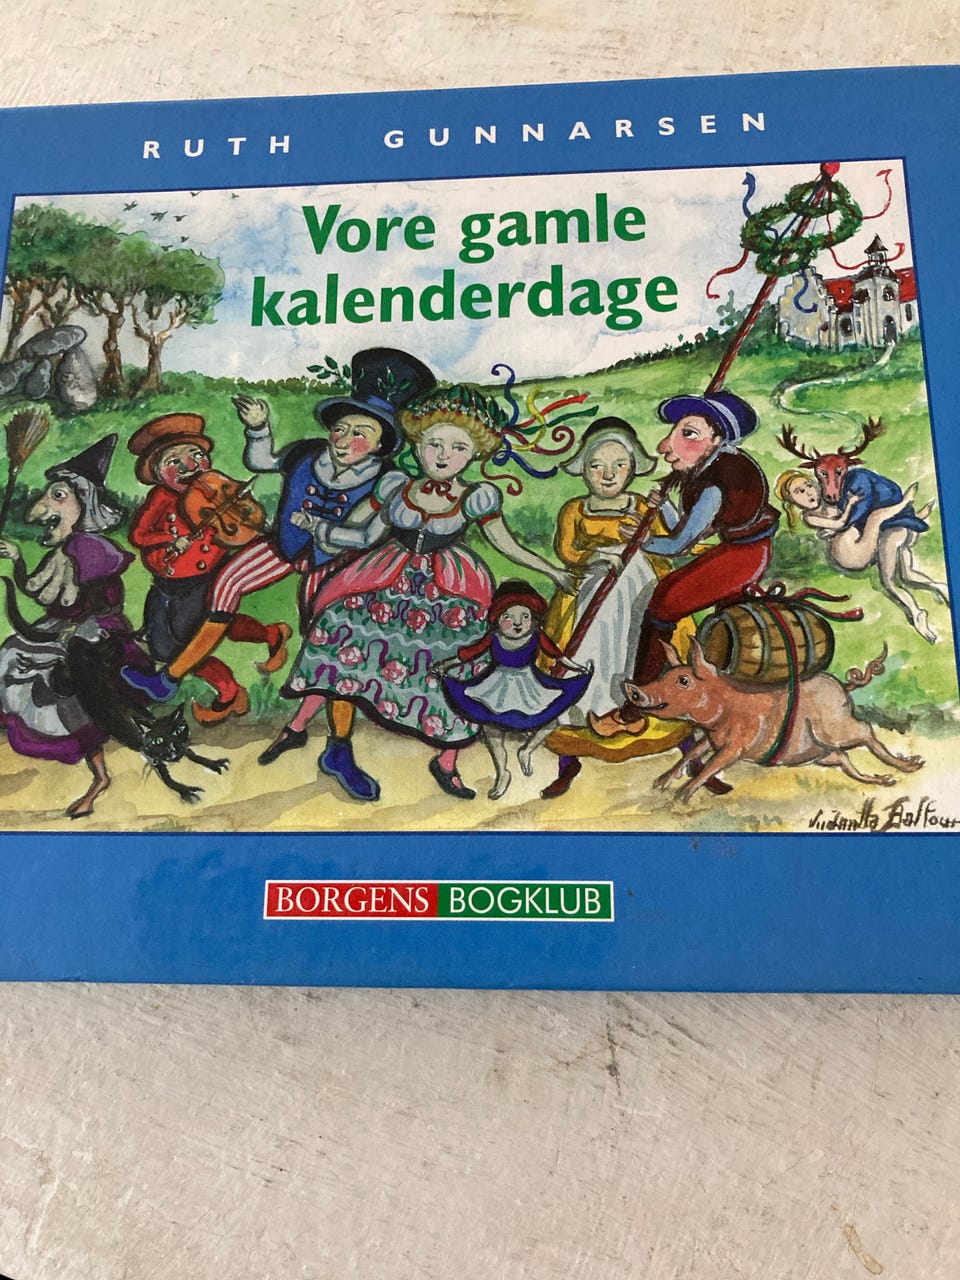 RUTH GUNNARSEN
Vore gamle
kalenderdage
BORGENS BOGKLUB